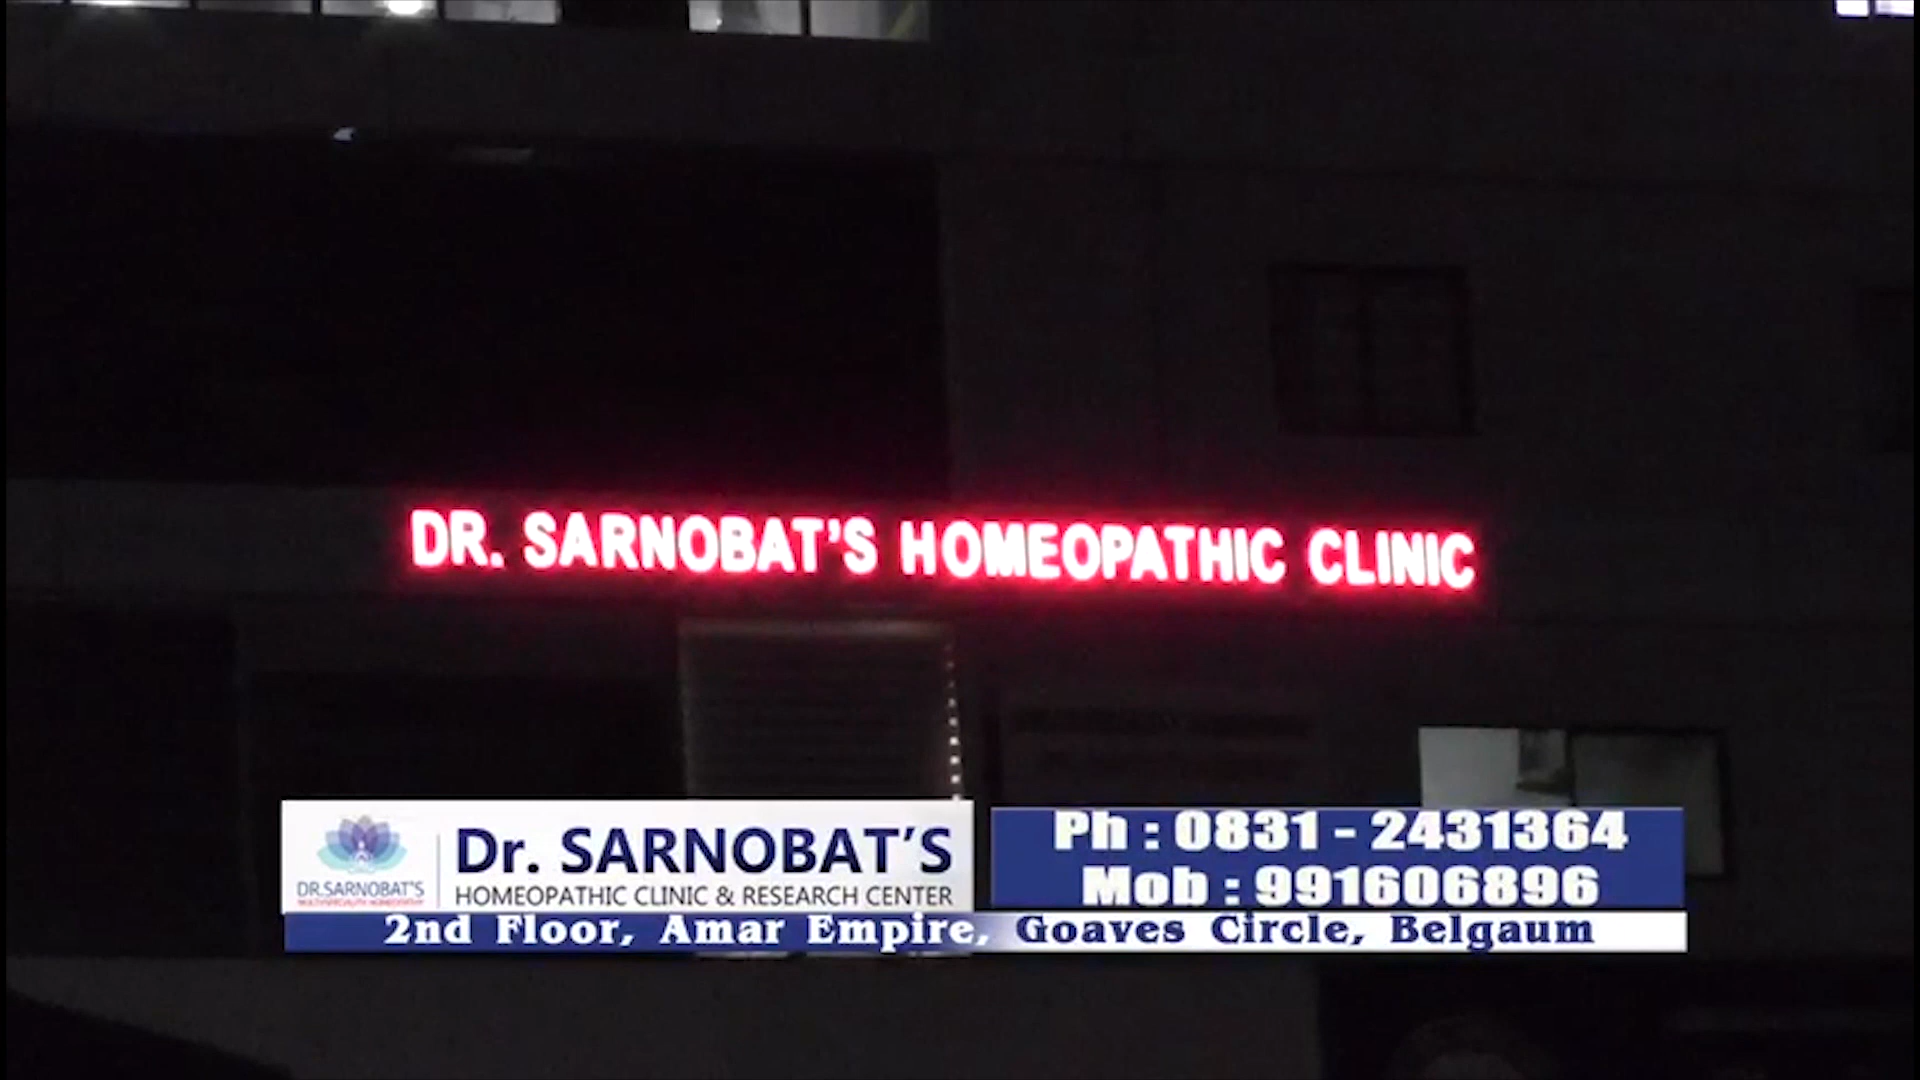 DR. SARNOBAT'S HOMEOPATHIC CLINIC
DR.SARNOBAT'S
Dr. SARNOBAT'S
HOMEOPATHIC CLINIC & RESEARCH CENTER
Ph : 0831 - 2431364
Mob : 991606896
2nd Floor, Amar Empire, Goaves Circle, Belgaum